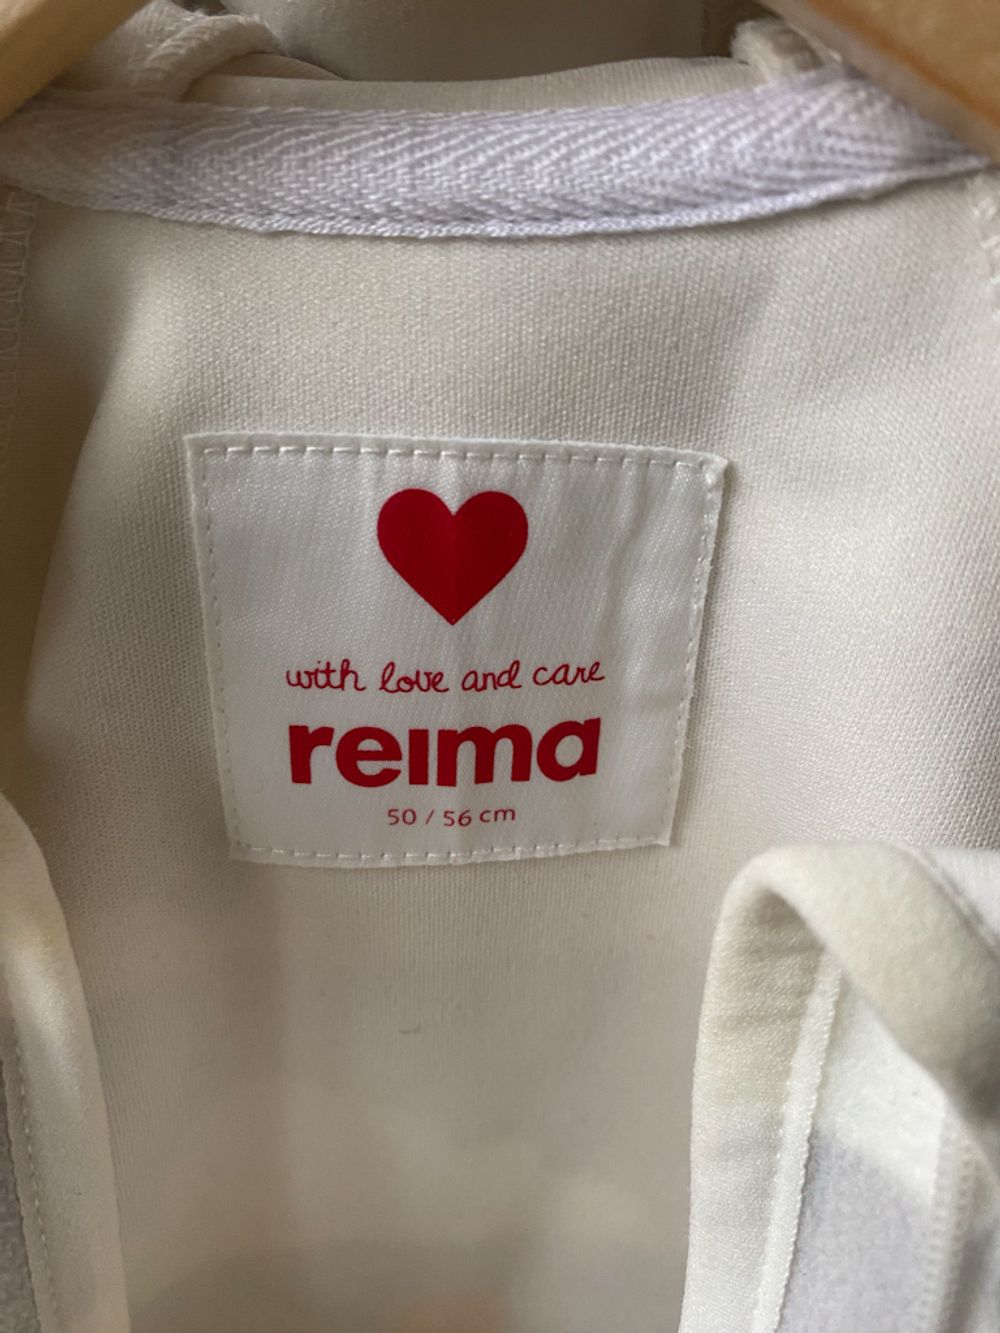 with love and care
reima
50 / 56 cm